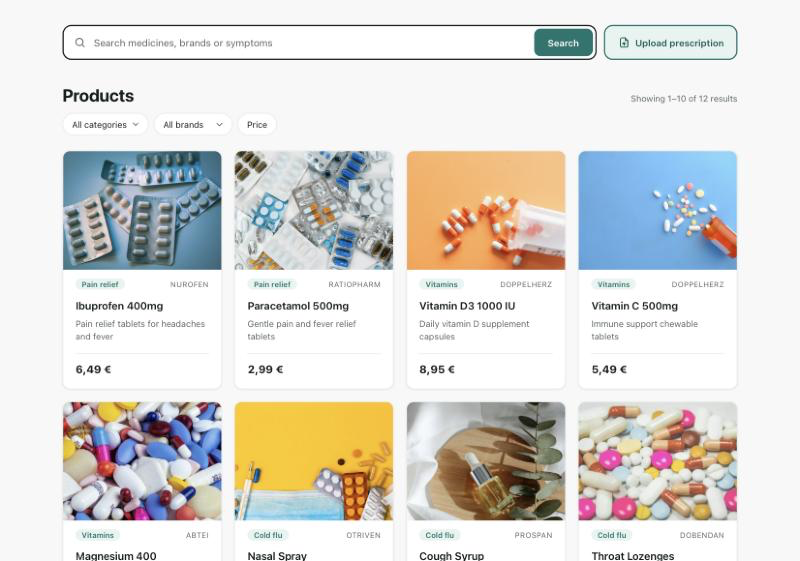 Search medicines, brands or symptoms
Search
Upload prescription
Products
Showing 1–10 of 12 results
All categories
All brands
Price
Pain relief
NUROFEN
Ibuprofen 400mg
Pain relief tablets for headaches
and fever
6,49 €
Pain relief
RATIOPHARM
Paracetamol 500mg
Gentle pain and fever relief
tablets
2,99 €
Vitamins
DOPPELHERZ
Vitamin D3 1000 IU
Daily vitamin D supplement
capsules
8,95 €
Vitamins
DOPPELHERZ
Vitamin C 500mg
Immune support chewable
tablets
5,49 €
Vitamins
ABTEI
Magnesium 400
Cold flu
OTRIVEN
Nasal Spray
Cold flu
PROSPAN
Cough Syrup
Cold flu
DOBENDAN
Throat Lozenges